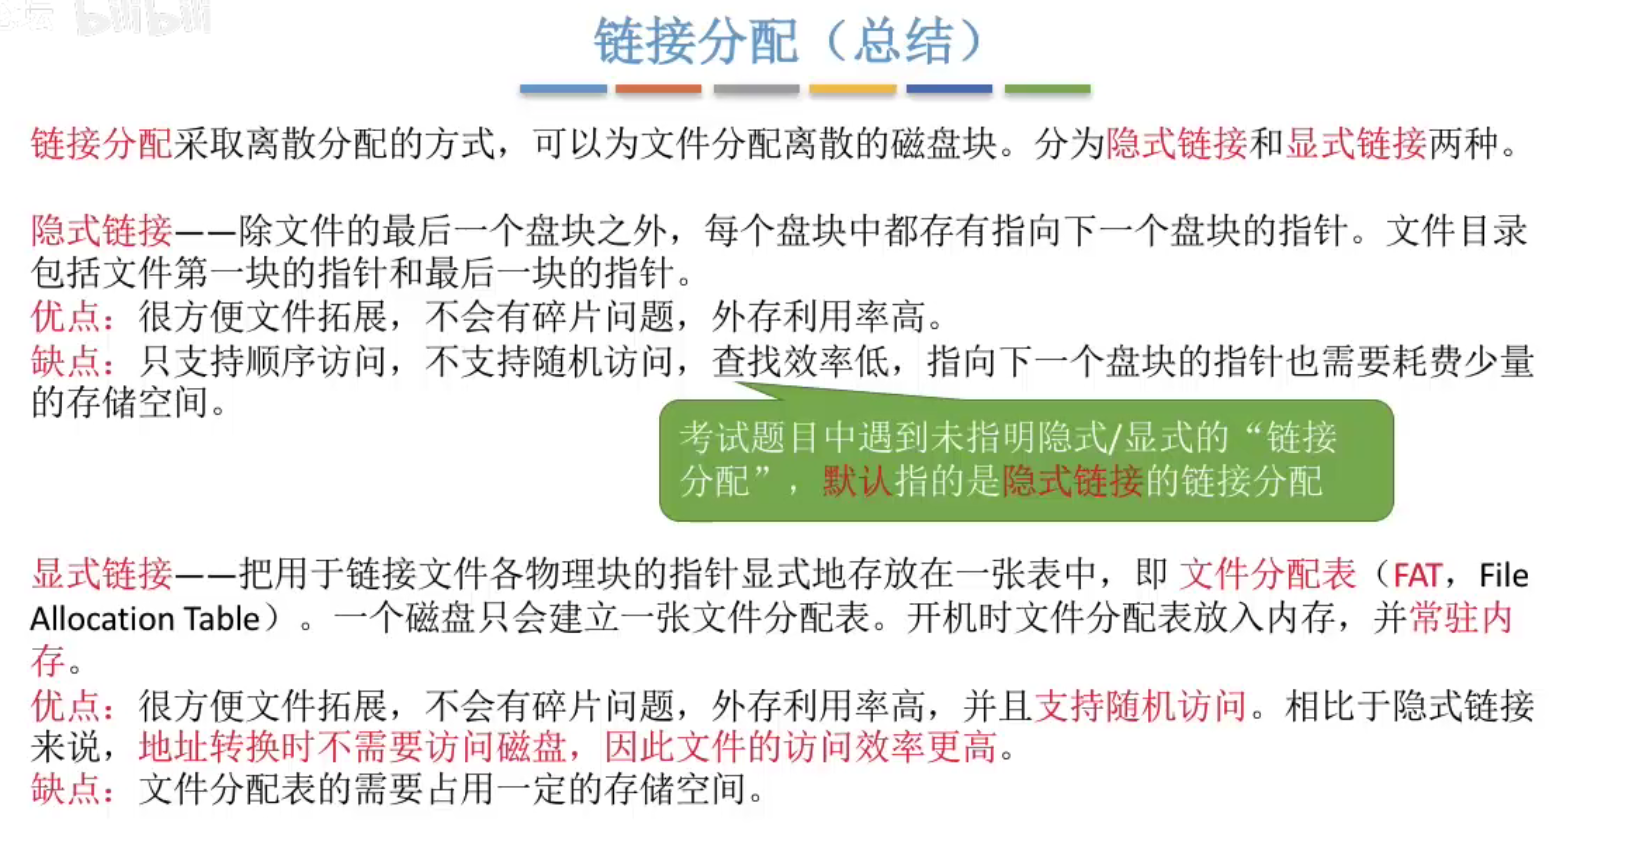 bilibili
链接分配（总结）
链接分配采取离散分配的方式，可以为文件分配离散的磁盘块。分为隐式链接和显式链接两种。
隐式链接——除文件的最后一个盘块之外，每个盘块中都存有指向下一个盘块的指针。文件目录
包括文件第一块的指针和最后一块的指针。
优点：很方便文件拓展，不会有碎片问题，外存利用率高。
缺点：只支持顺序访问，不支持随机访问，查找效率低，指向下一个盘块的指针也需要耗费少量
的存储空间。
考试题目中遇到未指明隐式/显式的“链接
分配”，默认指的是隐式链接的链接分配
显式链接——把用于链接文件各物理块的指针显式地存放在一张表中，即 文件分配表（FAT，File
Allocation Table）。一个磁盘只会建立一张文件分配表。开机时文件分配表放入内存，并常驻内
存。
优点：很方便文件拓展，不会有碎片问题，外存利用率高，并且支持随机访问。相比于隐式链接
来说，地址转换时不需要访问磁盘，因此文件的访问效率更高。
缺点：文件分配表的需要占用一定的存储空间。